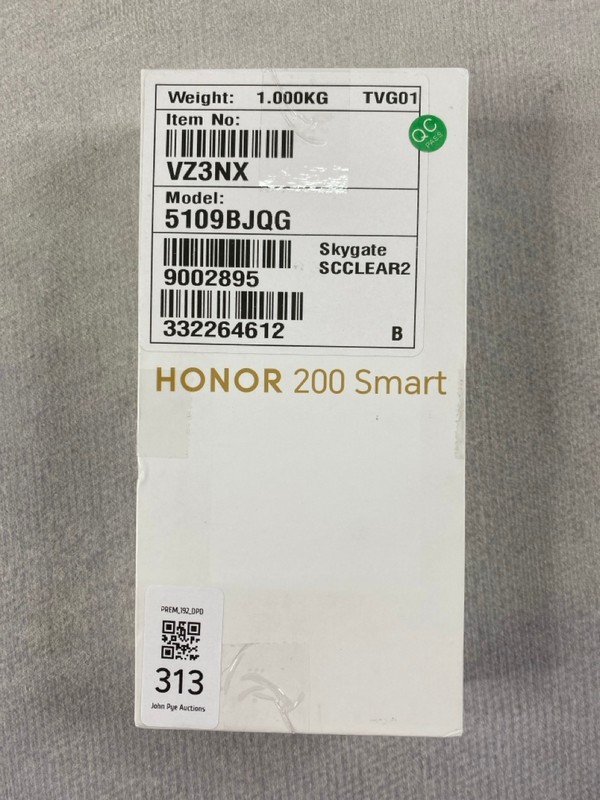 Weight: 1.000KG TVG01
Item No:
QC
PASS
VZ3NX
Model:
5109BJQG
Skygate
SCCLEAR2
9002895
332264612 B
HONOR 200 Smart
PREM_192_DPD
313
John Pye Auctions